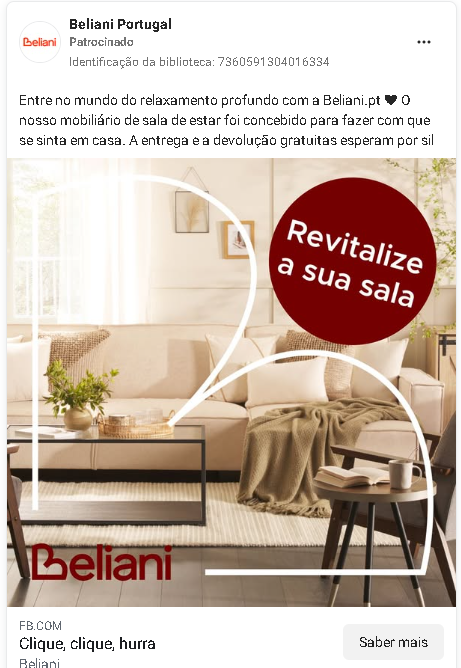 Beliani Portugal
Beliani
Patrocinado
Identificação da biblioteca: 7360591304016334
Entre no mundo do relaxamento profundo com a Beliani.pt ♥ O
nosso mobiliário de sala de estar foi concebido para fazer com que
se sinta em casa. A entrega e a devolução gratuitas esperam por sil
Revitalize
a sua sala
Beliani
FB.COM
Clique, clique, hurra
Saber mais
Beliani